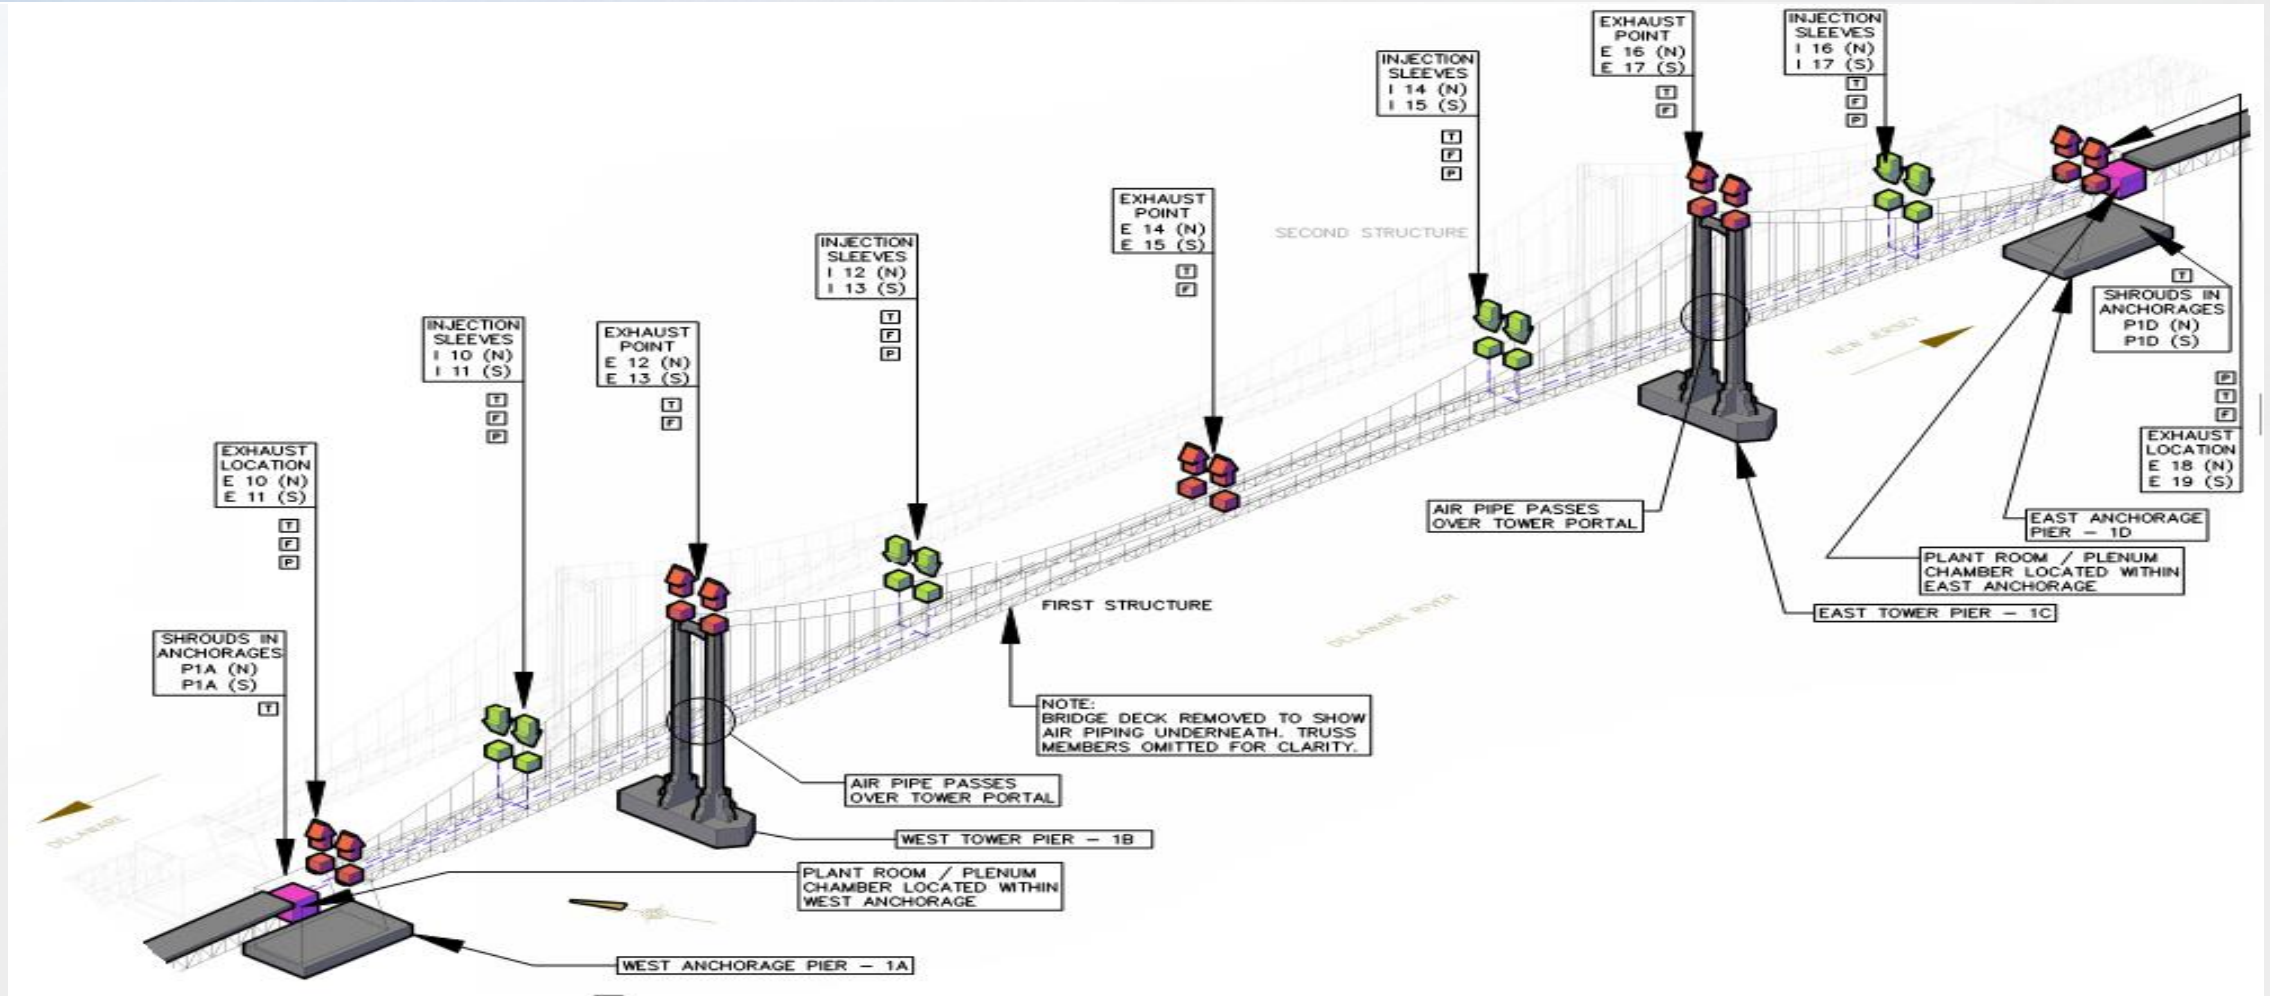 EXHAUST
POINT
E 16 (N)
E 17 (S)
T
F
INJECTION
SLEEVES
I 16 (N)
I 17 (S)
T
F
P
INJECTION
SLEEVES
I 14 (N)
I 15 (S)
T
F
P
EXHAUST
POINT
E 14 (N)
E 15 (S)
T
F
SECOND STRUCTURE
INJECTION
SLEEVES
I 12 (N)
I 13 (S)
T
F
P
INJECTION
SLEEVES
I 10 (N)
I 11 (S)
T
F
P
EXHAUST
POINT
E 12 (N)
E 13 (S)
T
F
EXHAUST
LOCATION
E 10 (N)
E 11 (S)
T
F
P
SHROUDS IN
ANCHORAGES
P1A (N)
P1A (S)
T
NEW JERSEY
T
SHROUDS IN
ANCHORAGES
P1D (N)
P1D (S)
P
T
F
EXHAUST
LOCATION
E 18 (N)
E 19 (S)
AIR PIPE PASSES
OVER TOWER PORTAL
EAST ANCHORAGE
PIER - 1D
PLANT ROOM / PLENUM
CHAMBER LOCATED WITHIN
EAST ANCHORAGE
EAST TOWER PIER - 1C
FIRST STRUCTURE
DELAWARE RIVER
NOTE:
BRIDGE DECK REMOVED TO SHOW
AIR PIPING UNDERNEATH. TRUSS
MEMBERS OMITTED FOR CLARITY.
AIR PIPE PASSES
OVER TOWER PORTAL
WEST TOWER PIER - 1B
DELAWARE
PLANT ROOM / PLENUM
CHAMBER LOCATED WITHIN
WEST ANCHORAGE
WEST ANCHORAGE PIER - 1A